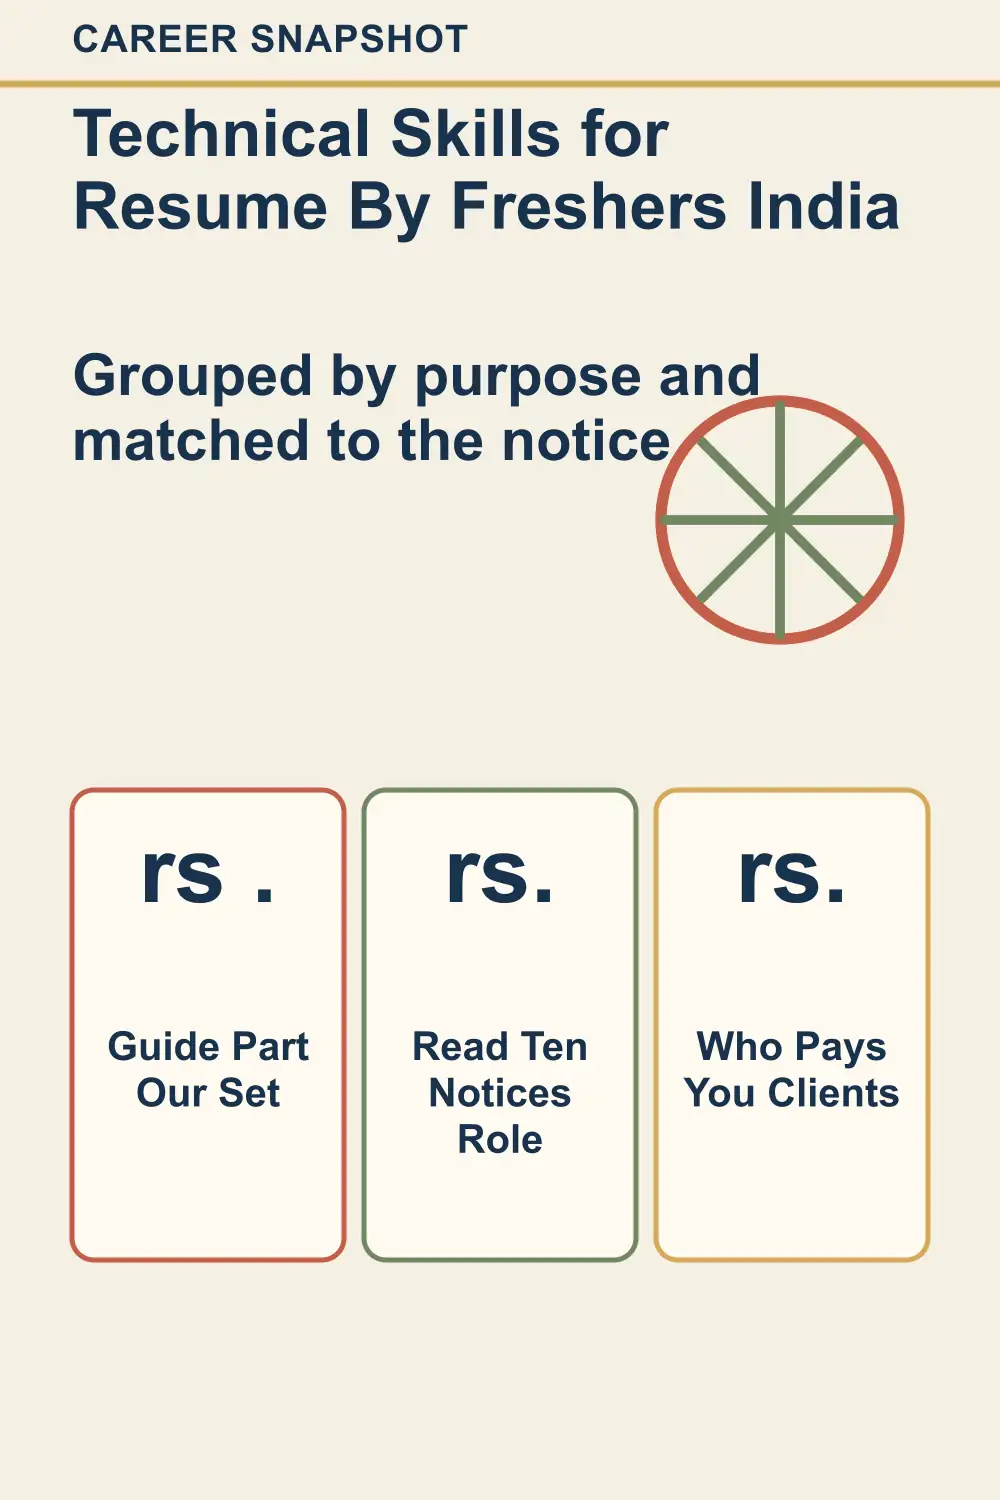 CAREER SNAPSHOT
Technical Skills for
Resume By Freshers India
Grouped by purpose and
matched to the notice
rs .
Guide Part
Our Set
rs.
Read Ten
Notices
Role
rs.
Who Pays
You Clients